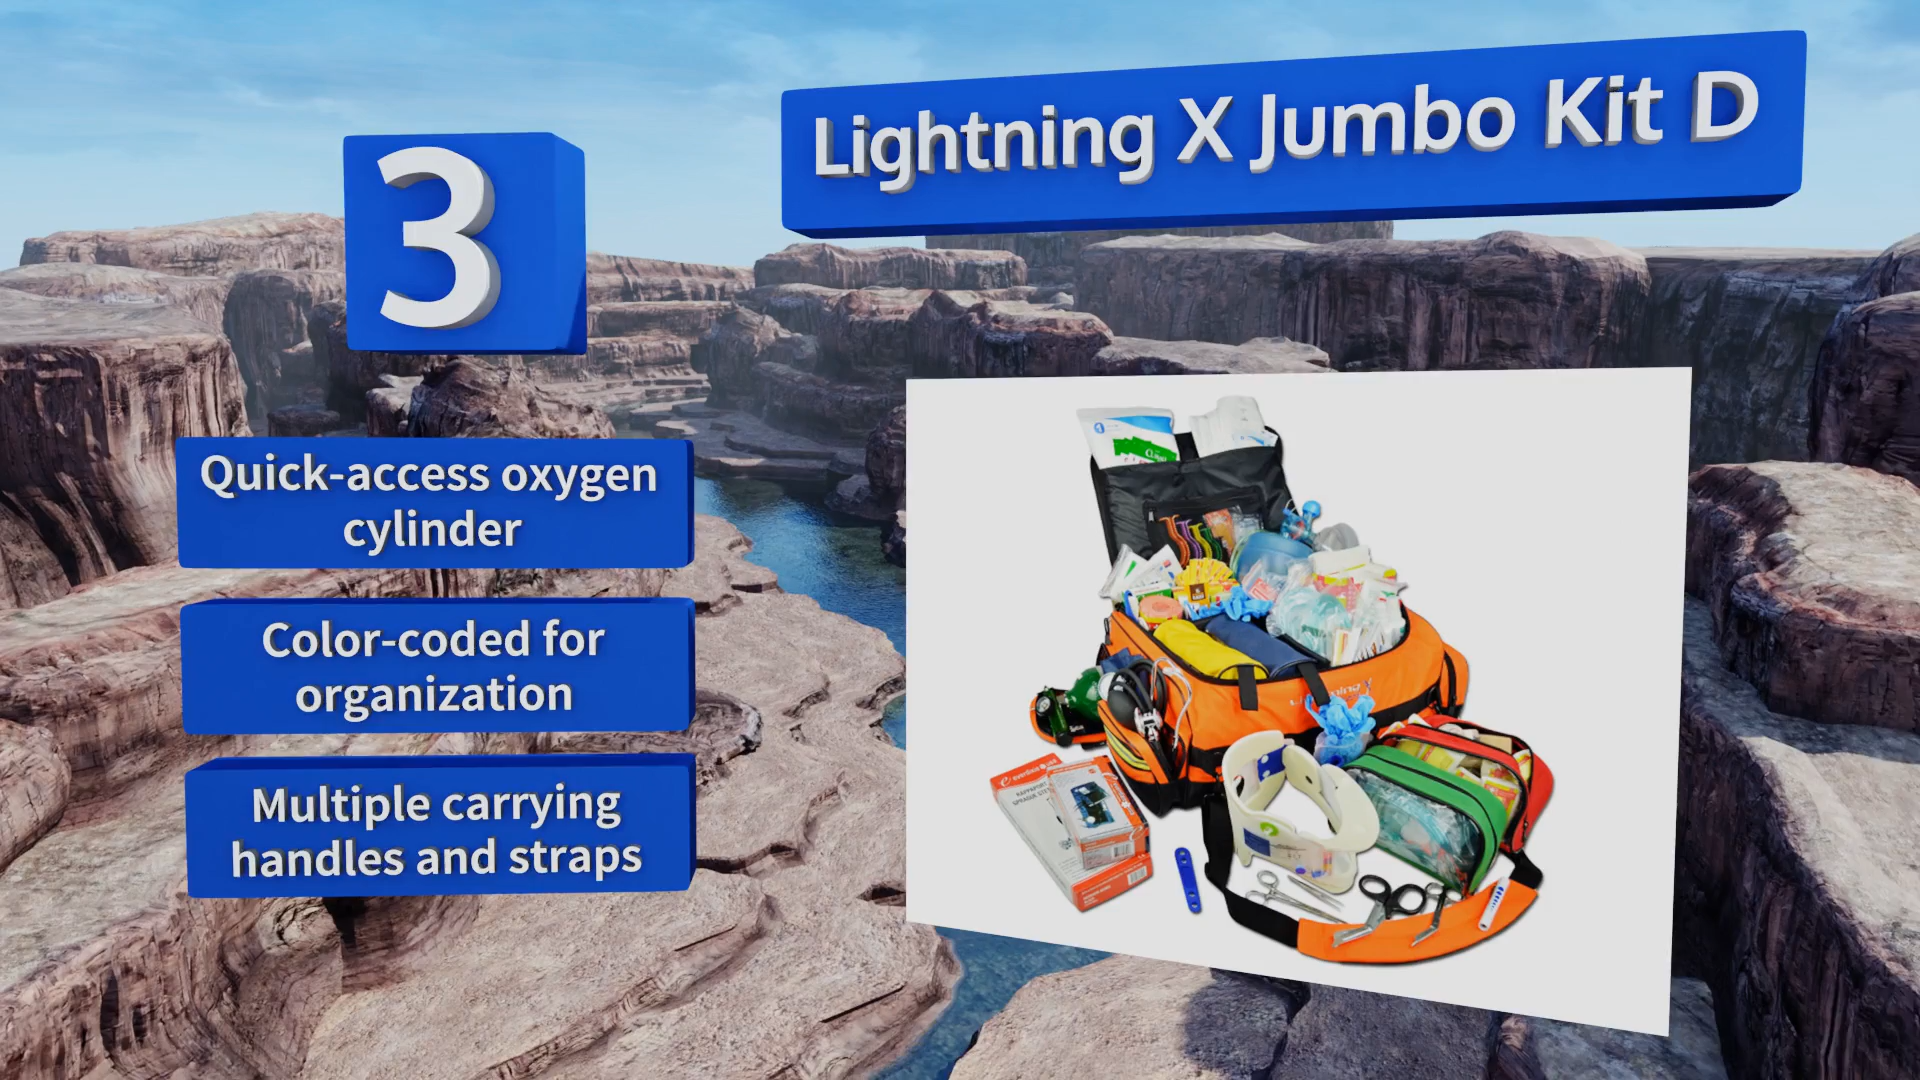 3
Lightning X Jumbo Kit D
Quick-access oxygen
cylinder
Color-coded for
organization
Multiple carrying
handles and straps